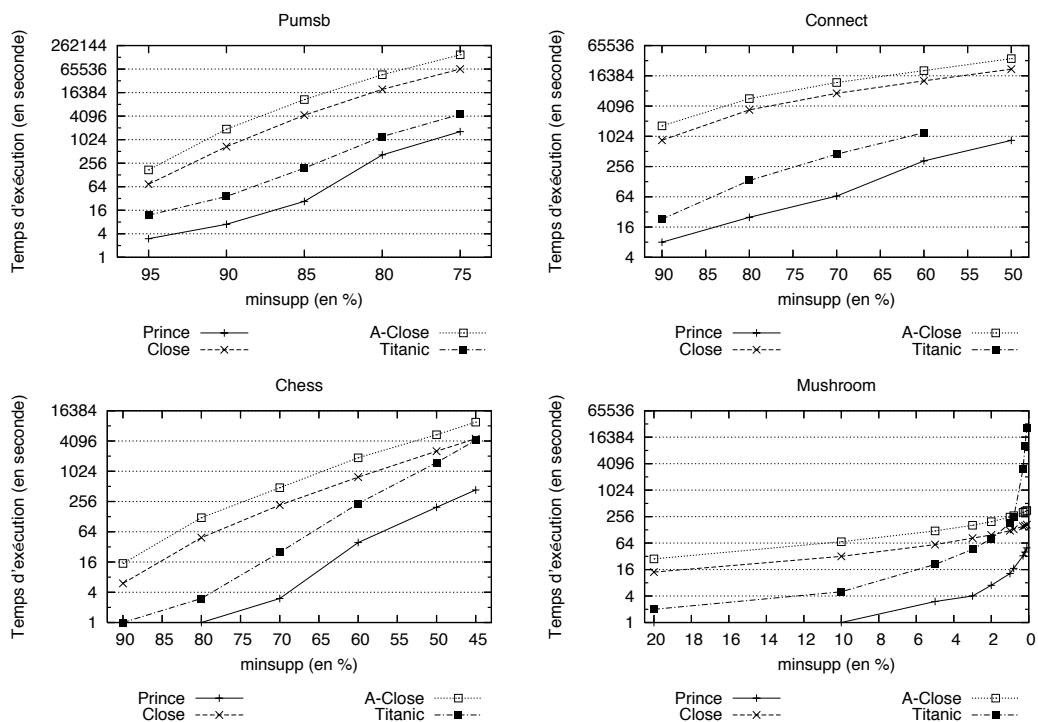 Pumsb
Temps d'exécution (en seconde)
262144
65536
16384
4096
1024
256
64
16
4
1
95 90 85 80 75
minsupp (en %)
Prince
Close
A-Close
Titanic
Connect
Temps d'exécution (en seconde)
65536
16384
4096
1024
256
64
16
4
90 85 80 75 70 65 60 55 50
minsupp (en %)
Prince
Close
A-Close
Titanic
Chess
Temps d'exécution (en seconde)
16384
4096
1024
256
64
16
4
1
90 85 80 75 70 65 60 55 50 45
minsupp (en %)
Prince
Close
A-Close
Titanic
Mushroom
Temps d'exécution (en seconde)
65536
16384
4096
1024
256
64
16
4
1
20 18 16 14 12 10 8 6 4 2 0
minsupp (en %)
Prince
Close
A-Close
Titanic